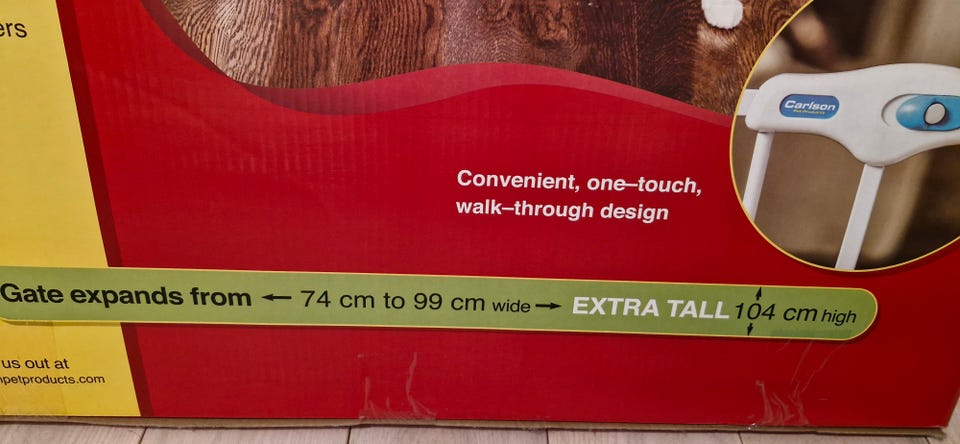 ers
Carlson
Convenient, one–touch,
walk–through design
Gate expands from 74 cm to 99 cm wide EXTRA TALL 104 cm high
us out at
npetproducts.com